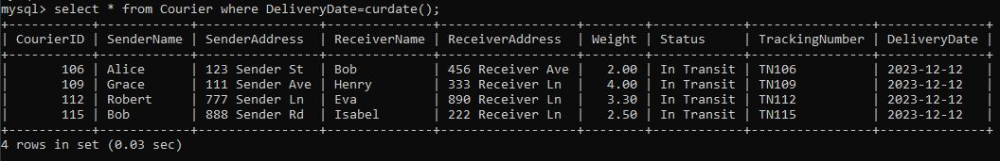 mysql> select * from Courier where DeliveryDate=curdate();
+-----------+------------+----------------+--------------+------------------+--------+------------+----------------+--------------+
| CourierID | SenderName | SenderAddress  | ReceiverName | ReceiverAddress  | Weight | Status     | TrackingNumber | DeliveryDate |
+-----------+------------+----------------+--------------+------------------+--------+------------+----------------+--------------+
|       106 | Alice      | 123 Sender St  | Bob          | 456 Receiver Ave |   2.00 | In Transit | TN106          | 2023-12-12   |
|       109 | Grace      | 111 Sender Ave | Henry        | 333 Receiver Ln  |   4.00 | In Transit | TN109          | 2023-12-12   |
|       112 | Robert     | 777 Sender Ln  | Eva          | 890 Receiver Ln  |   3.30 | In Transit | TN112          | 2023-12-12   |
|       115 | Bob        | 888 Sender Rd  | Isabel       | 222 Receiver Ln  |   2.50 | In Transit | TN115          | 2023-12-12   |
+-----------+------------+----------------+--------------+------------------+--------+------------+----------------+--------------+
4 rows in set (0.03 sec)